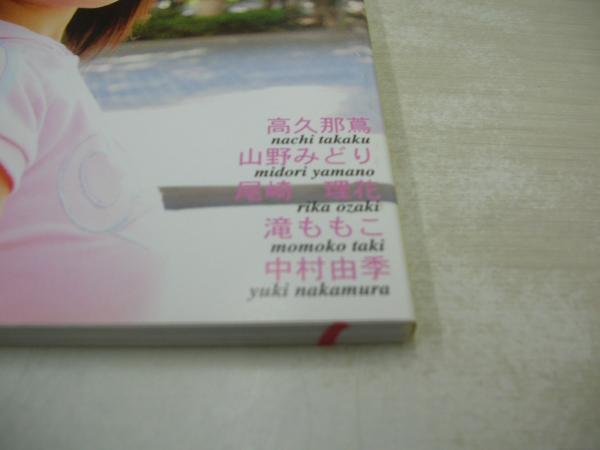 高久那蔦
nachi takaku
山野みどり
midori yamano
尾崎 理花
rika ozaki
滝ももこ
momoko taki
中村由季
yuki nakamura